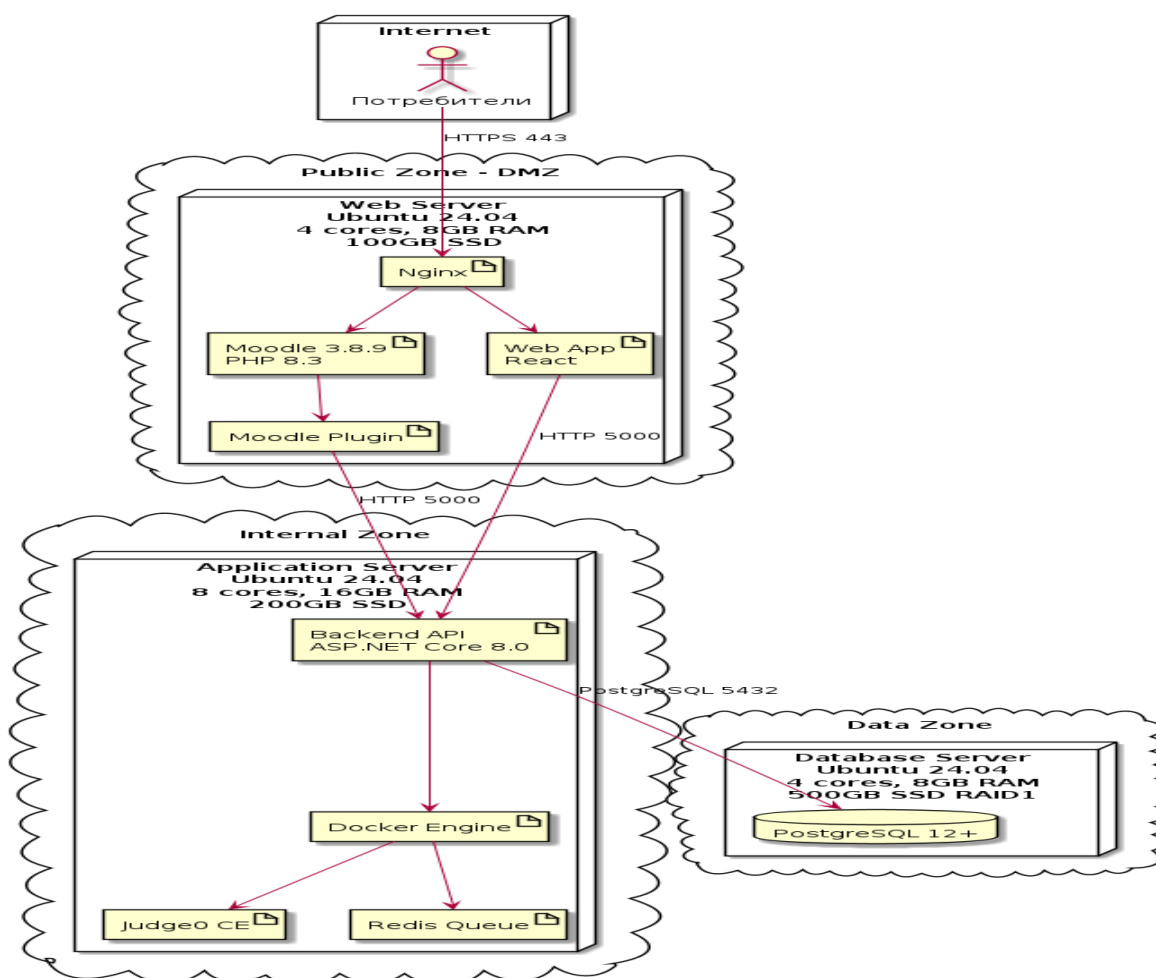 Internet
Потребители
HTTPS 443
Public Zone - DMZ
Web Server
Ubuntu 24.04
4 cores, 8GB RAM
100GB SSD
Nginx
Moodle 3.8.9
PHP 8.3
Web App
React
Moodle Plugin
HTTP 5000
HTTP 5000
Internal Zone
Application Server
Ubuntu 24.04
8 cores, 16GB RAM
200GB SSD
Backend API
ASP.NET Core 8.0
PostgreSQL 5432
Data Zone
Database Server
Ubuntu 24.04
4 cores, 8GB RAM
500GB SSD RAID1
PostgreSQL 12+
Docker Engine
Judge0 CE
Redis Queue